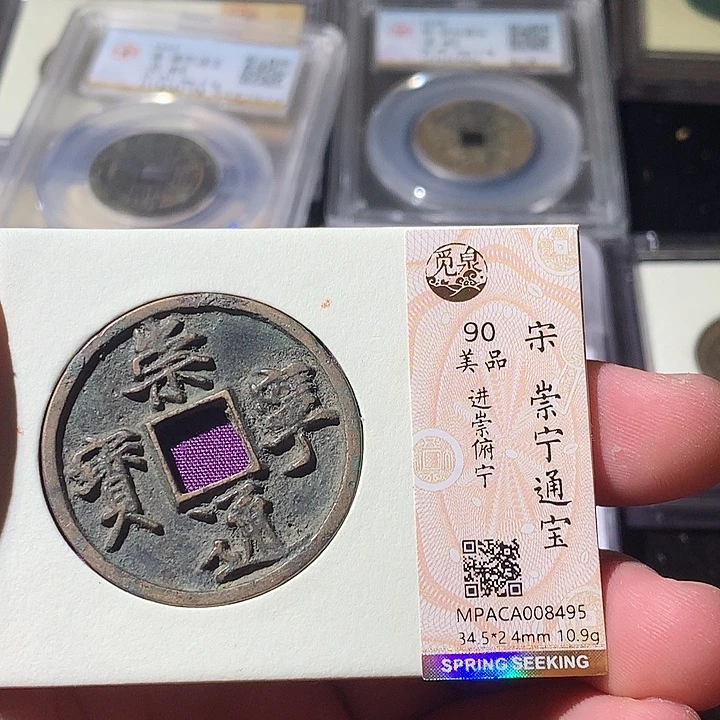 崇寧通寶
覓泉
宋 崇宁通宝
90
美品
进崇俯宁
MPACA008495
34.5*2.4mm 10.9g
SPRING SEEKING